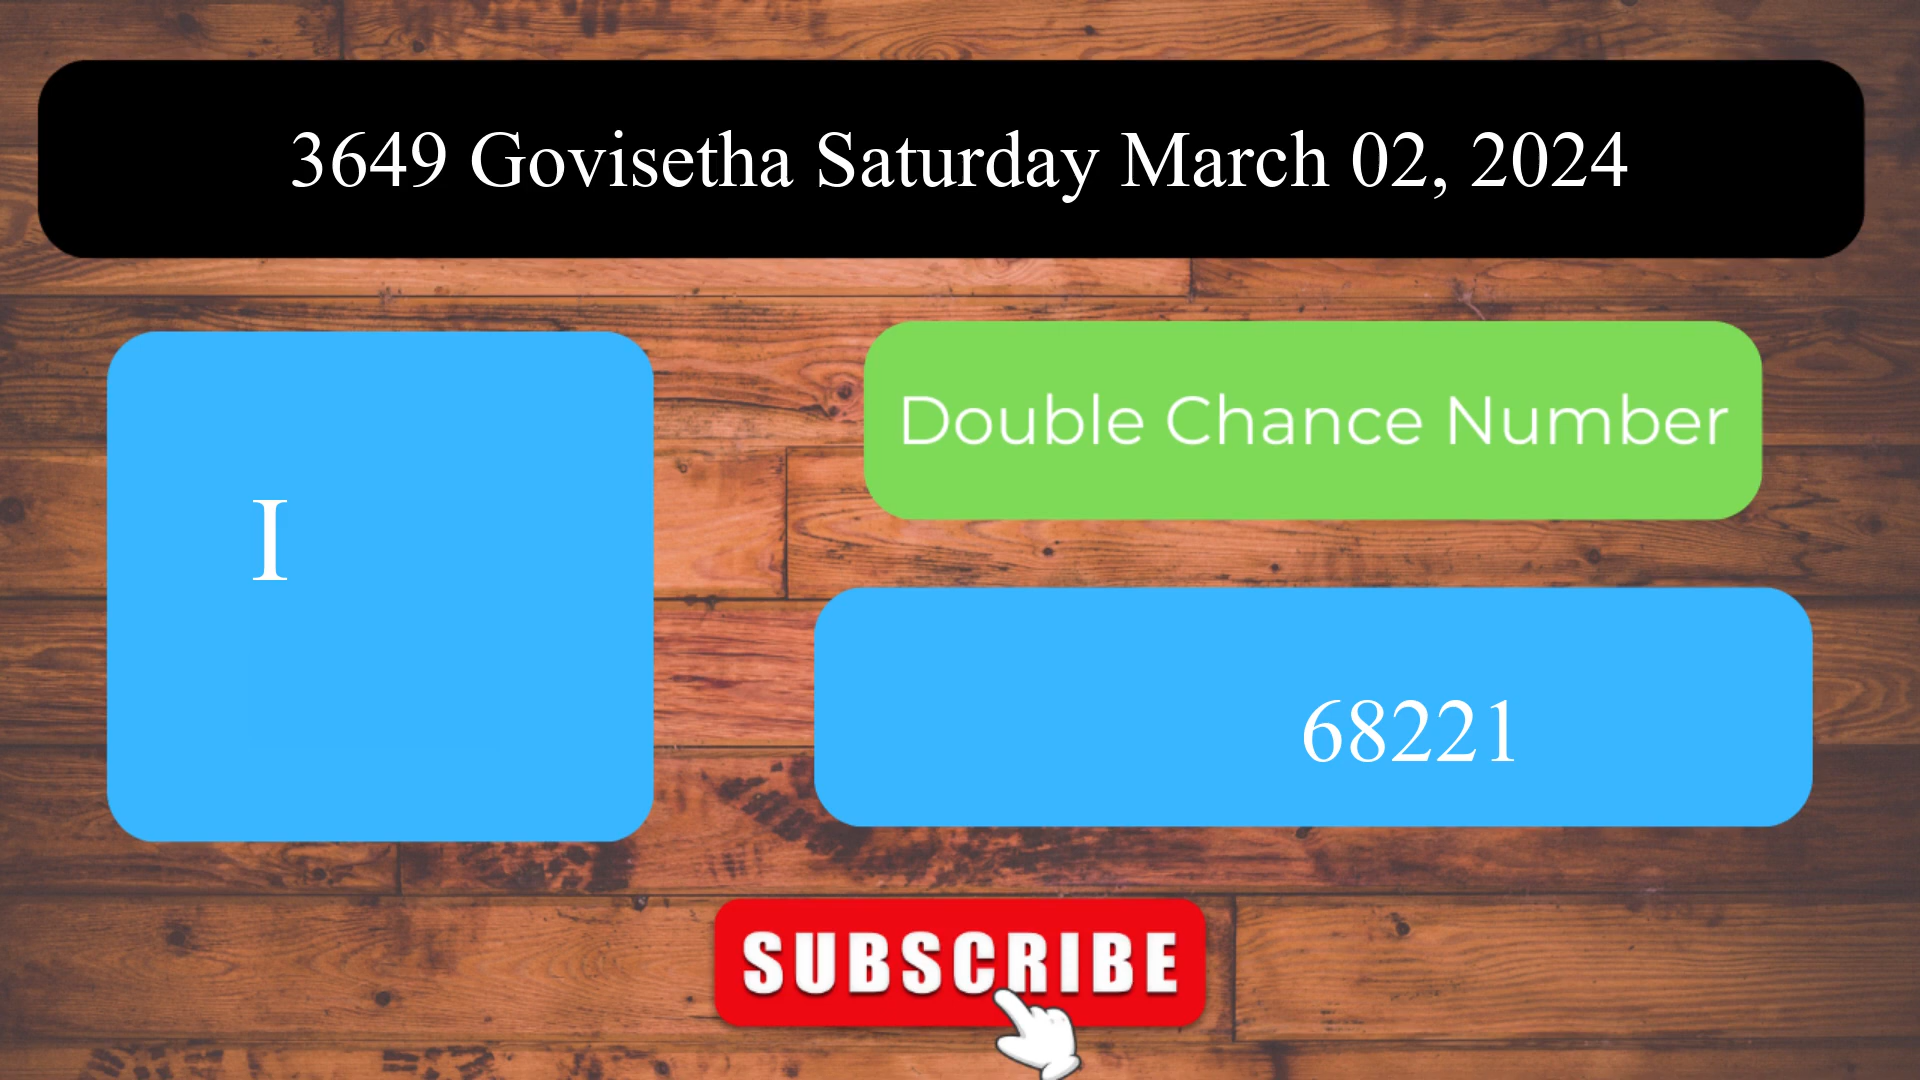 3649 Govisetha Saturday March 02, 2024
I
Double Chance Number
68221
SUBSCRIBE